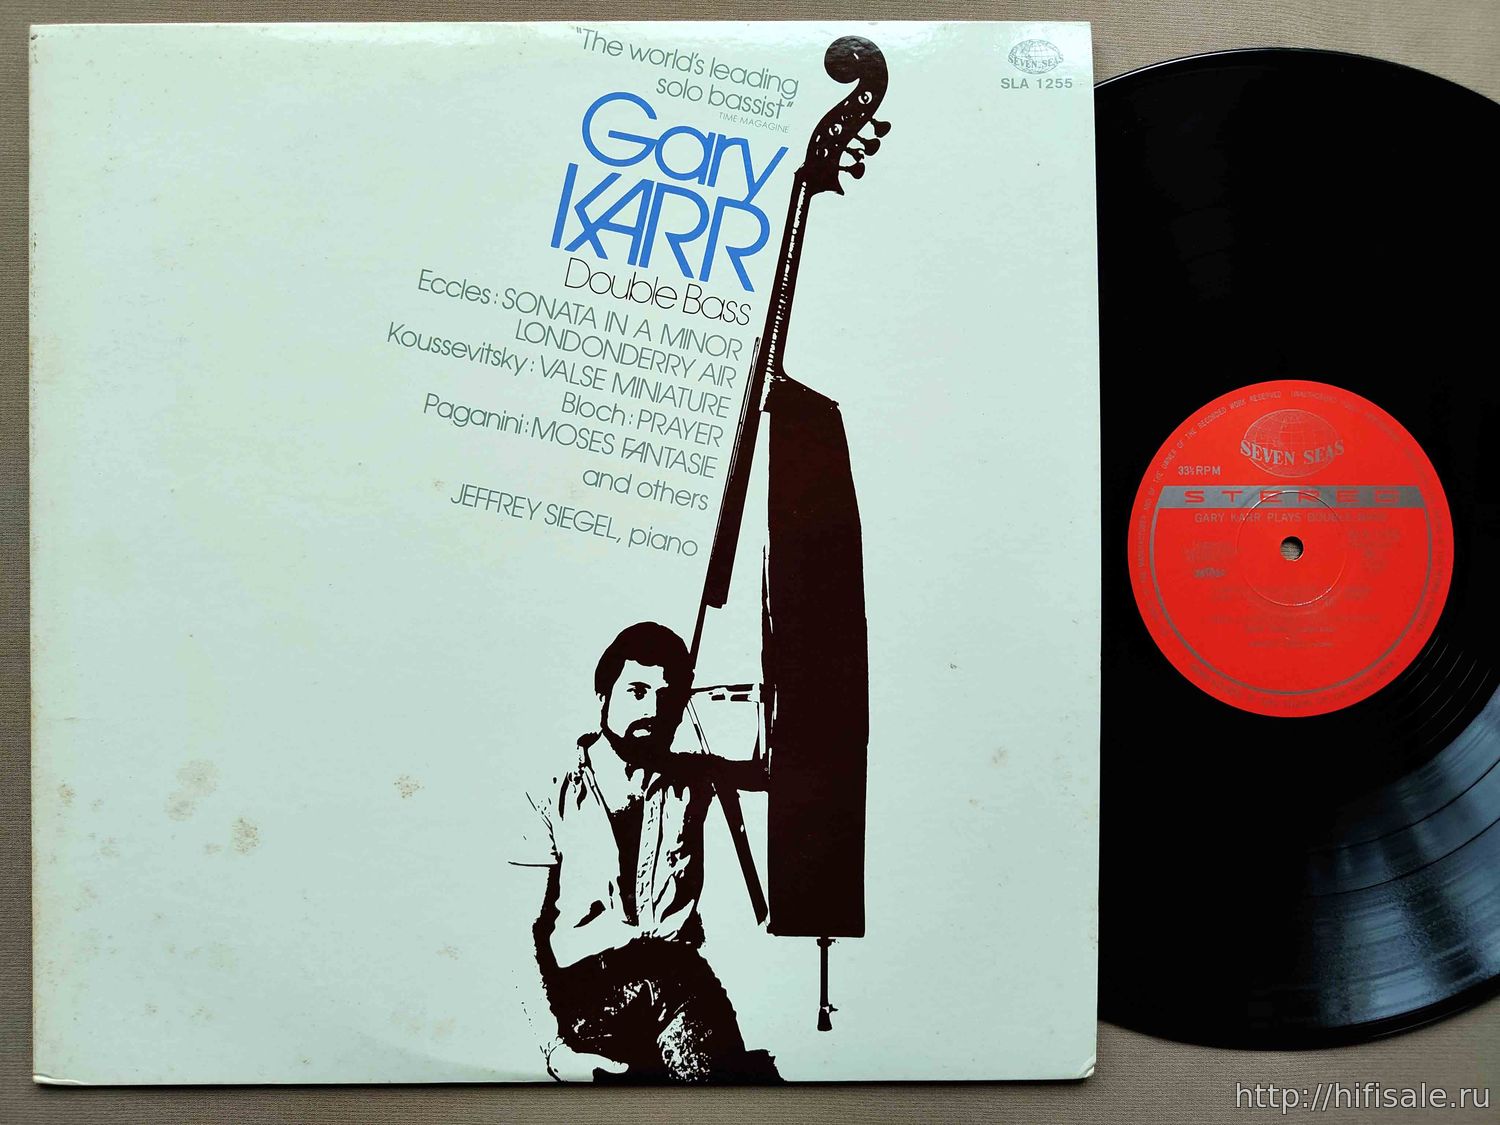 "The world's leading
solo bassist"
TIME MAGAGINE
Gary
KARR
Double Bass
Eccles: SONATA IN A MINOR
LONDONDERRY AIR
Koussevitsky: VALSE MINIATURE
Bloch: PRAYER
Paganini: MOSES FANTASIE
and others
JEFFREY SIEGEL, piano
SEVEN SEAS
SLA 1255
SEVEN SEAS
33⅓RPM
STEREO
GARY KARR PLAYS DOUBLE BASS
http://hifisale.ru